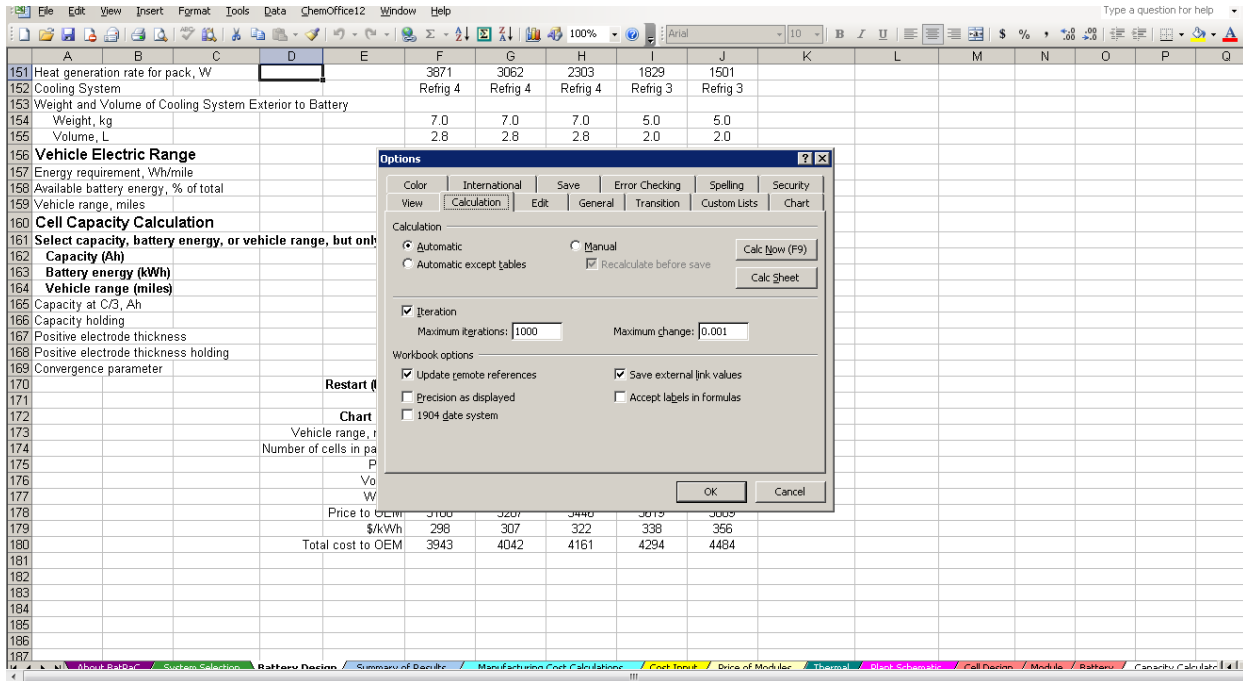 File Edit View Insert Format Tools Data ChemOffice12 Window Help Type a question for help
100% Arial 10 B I U $ % ,
A B C D E F G H I J K L M N O P Q
151 Heat generation rate for pack, W 3871 3062 2303 1829 1501
152 Cooling System Refrig 4 Refrig 4 Refrig 4 Refrig 3 Refrig 3
153 Weight and Volume of Cooling System Exterior to Battery
154 Weight, kg 7.0 7.0 7.0 5.0 5.0
155 Volume, L 2.8 2.8 2.8 2.0 2.0
156 Vehicle Electric Range
157 Energy requirement, Wh/mile
158 Available battery energy, % of total
159 Vehicle range, miles
160 Cell Capacity Calculation
161 Select capacity, battery energy, or vehicle range, but only
162 Capacity (Ah)
163 Battery energy (kWh)
164 Vehicle range (miles)
165 Capacity at C/3, Ah
166 Capacity holding
167 Positive electrode thickness
168 Positive electrode thickness holding
169 Convergence parameter
170 Restart
171
172 Chart
173 Vehicle range,
174 Number of cells in pa
175 P
176 Vo
177 W
178 Price to OEM
179 $/kWh 298 307 322 338 356
180 Total cost to OEM 3943 4042 4161 4294 4484
181
182
183
184
185
186
187
Options
Color International Save Error Checking Spelling Security
View Calculation Edit General Transition Custom Lists Chart
Calculation
Automatic Manual Calc Now (F9)
Automatic except tables Recalculate before save
Calc Sheet
Iteration
Maximum iterations: 1000 Maximum change: 0.001
Workbook options
Update remote references Save external link values
Precision as displayed Accept labels in formulas
1904 date system
OK Cancel
About BatPaC System Selection Battery Design Summary of Results Manufacturing Cost Calculations Cost Input Price of Modules Thermal Plant Schematic Cell Design Module Battery Capacity Calculatc